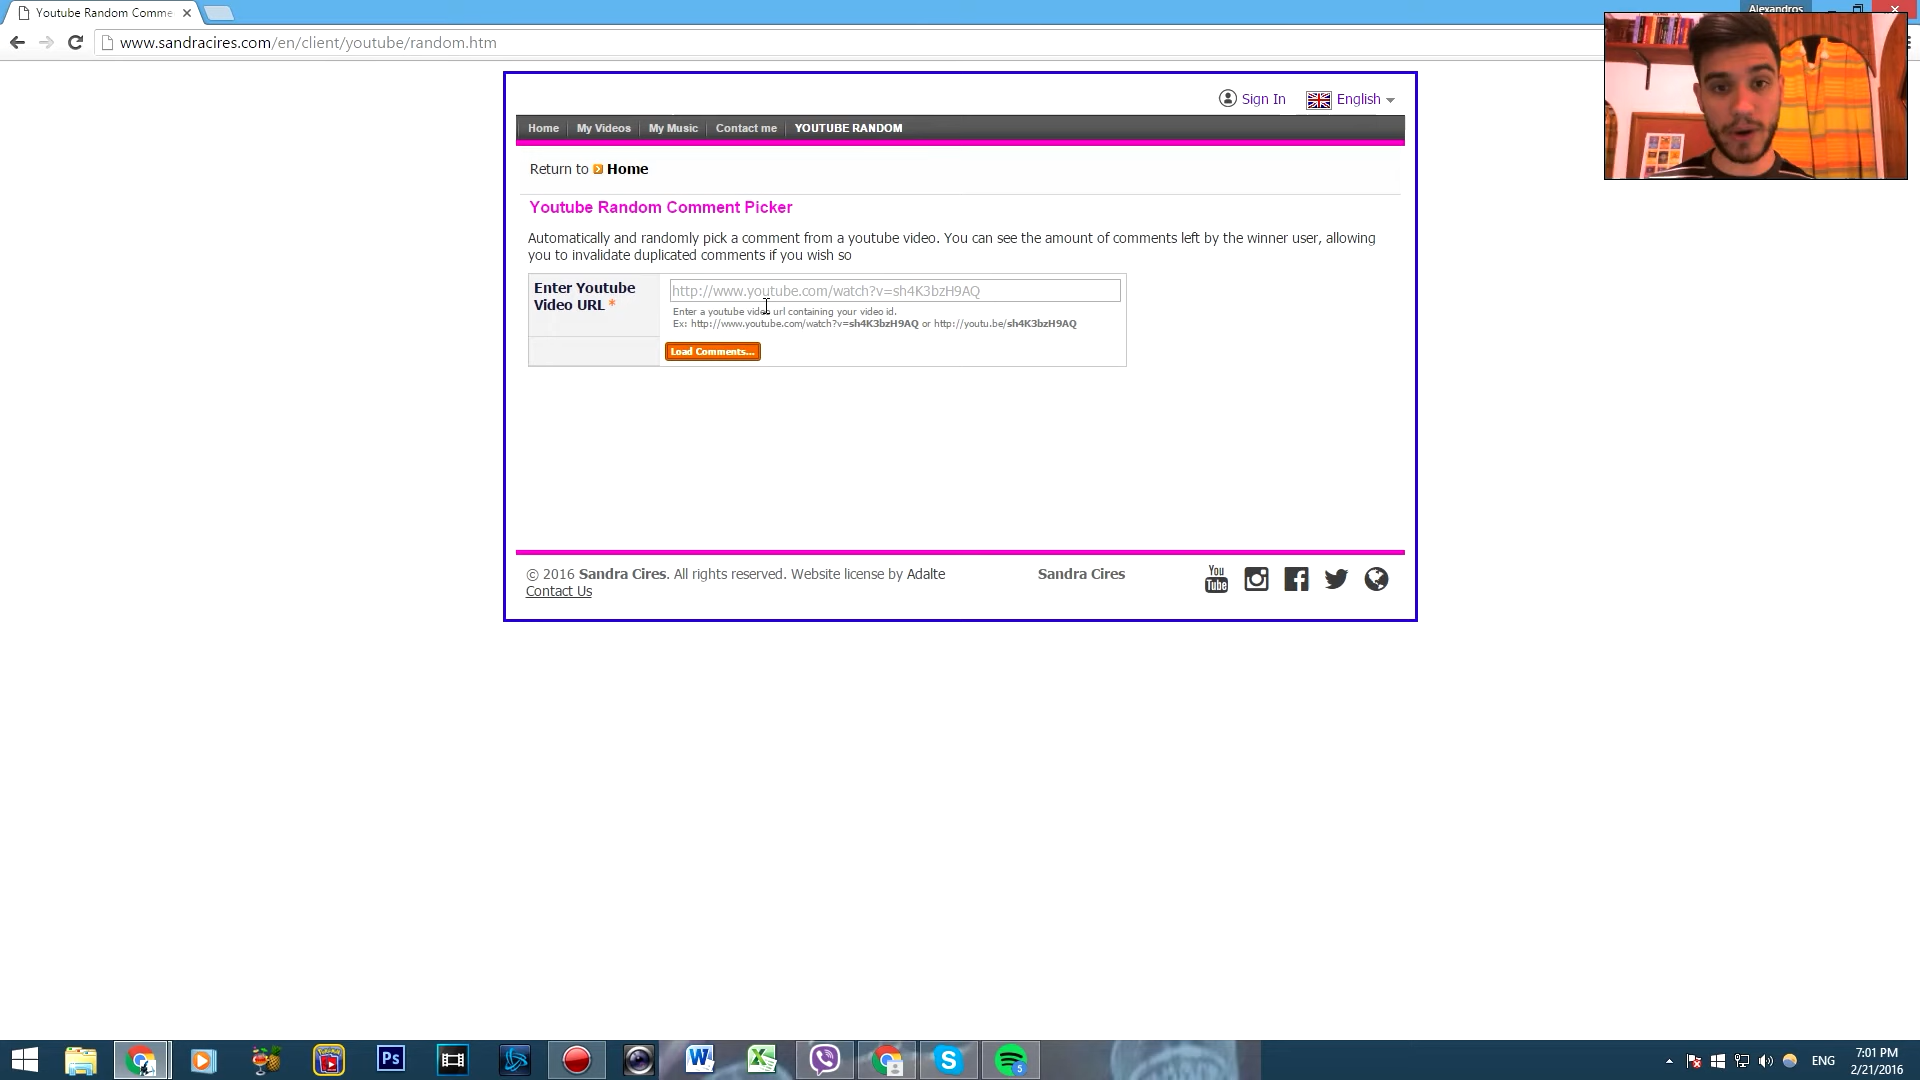 Youtube Random Comme
Alexandros
www.sandracires.com/en/client/youtube/random.htm
Sign In English
Home My Videos My Music Contact me YOUTUBE RANDOM
Return to Home
Youtube Random Comment Picker
Automatically and randomly pick a comment from a youtube video. You can see the amount of comments left by the winner user, allowing
you to invalidate duplicated comments if you wish so
Enter Youtube
Video URL *
http://www.youtube.com/watch?v=sh4K3bzH9AQ
Enter a youtube video url containing your video id.
Ex: http://www.youtube.com/watch?v=sh4K3bzH9AQ or http://youtu.be/sh4K3bzH9AQ
Load Comments...
© 2016 Sandra Cires. All rights reserved. Website license by Adalte
Contact Us
Sandra Cires
You
Tube
Ps
W
X
S
5
ENG
7:01 PM
2/21/2016